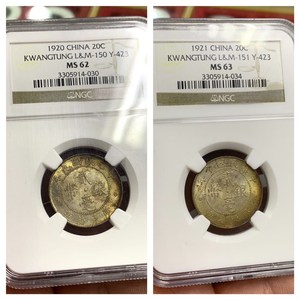 1920 CHINA 20C
KWANGTUNG L&M-150 Y-423
MS 62
3305914-030
NGC
1921 CHINA 20C
KWANGTUNG L&M-151 Y-423
MS 63
3305914-034
NGC